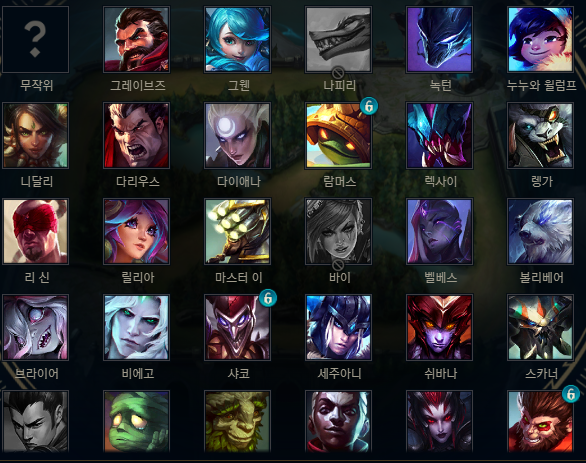 ?
무작위 그레이브즈 그웬 나피리 녹턴 누누와 윌럼프
6
니달리 다리우스 다이애나 람머스 렉사이 렝가
리 신 릴리아 마스터 이 바이 벨베스 볼리베어
6
브라이어 비에고 샤코 세주아니 쉬바나 스카너
6